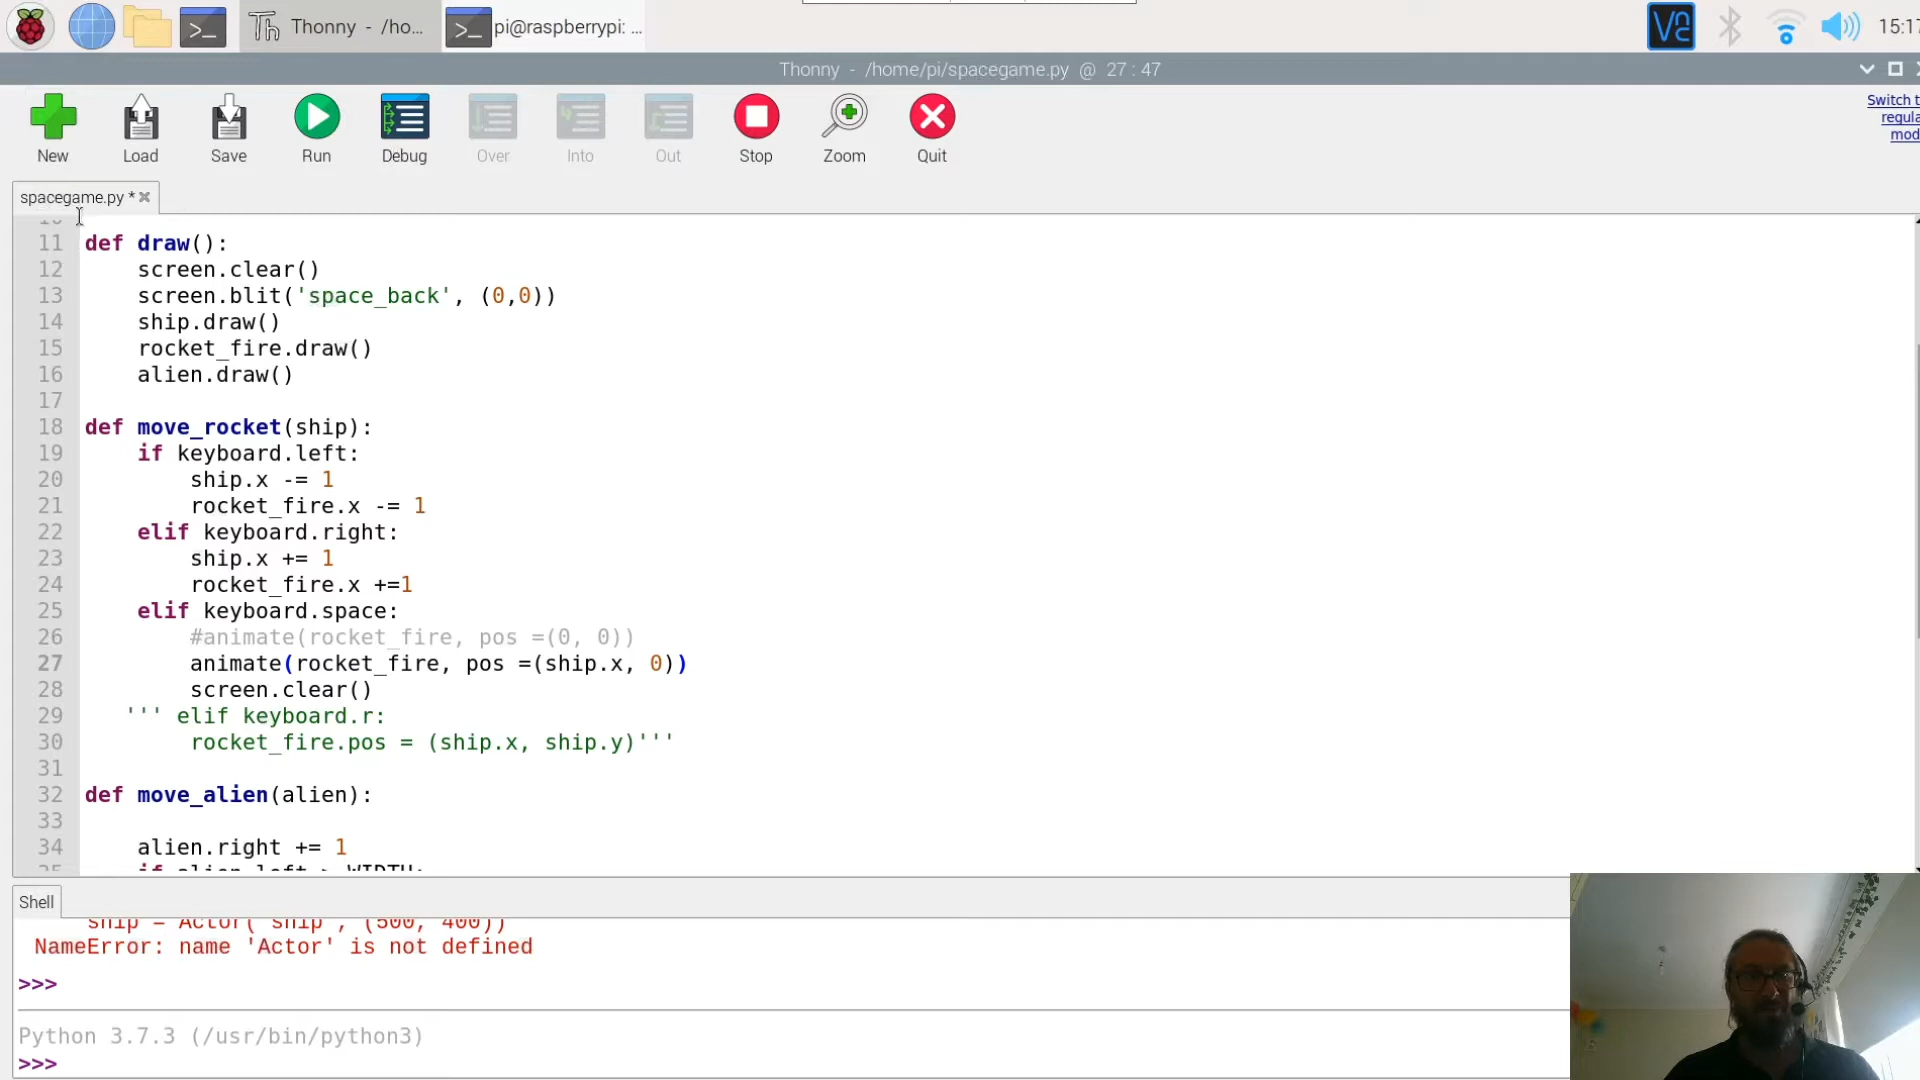 Thonny - /ho...
pi@raspberrypi: ...
15:17
Thonny - /home/pi/spacegame.py @ 27 : 47
New
Load
Save
Run
Debug
Over
Into
Out
Stop
Zoom
Quit
Switch t
regula
mod
spacegame.py *
11 def draw():
12 screen.clear()
13 screen.blit('space_back', (0,0))
14 ship.draw()
15 rocket_fire.draw()
16 alien.draw()
17
18 def move_rocket(ship):
19 if keyboard.left:
20 ship.x -= 1
21 rocket_fire.x -= 1
22 elif keyboard.right:
23 ship.x += 1
24 rocket_fire.x +=1
25 elif keyboard.space:
26 #animate(rocket_fire, pos =(0, 0))
27 animate(rocket_fire, pos =(ship.x, 0))
28 screen.clear()
29 ''' elif keyboard.r:
30 rocket_fire.pos = (ship.x, ship.y)'''
31
32 def move_alien(alien):
33
34 alien.right += 1
35 if alien.left > WIDTH:
Shell
ship = Actor('ship', (500, 400))
NameError: name 'Actor' is not defined
>>>
Python 3.7.3 (/usr/bin/python3)
>>>